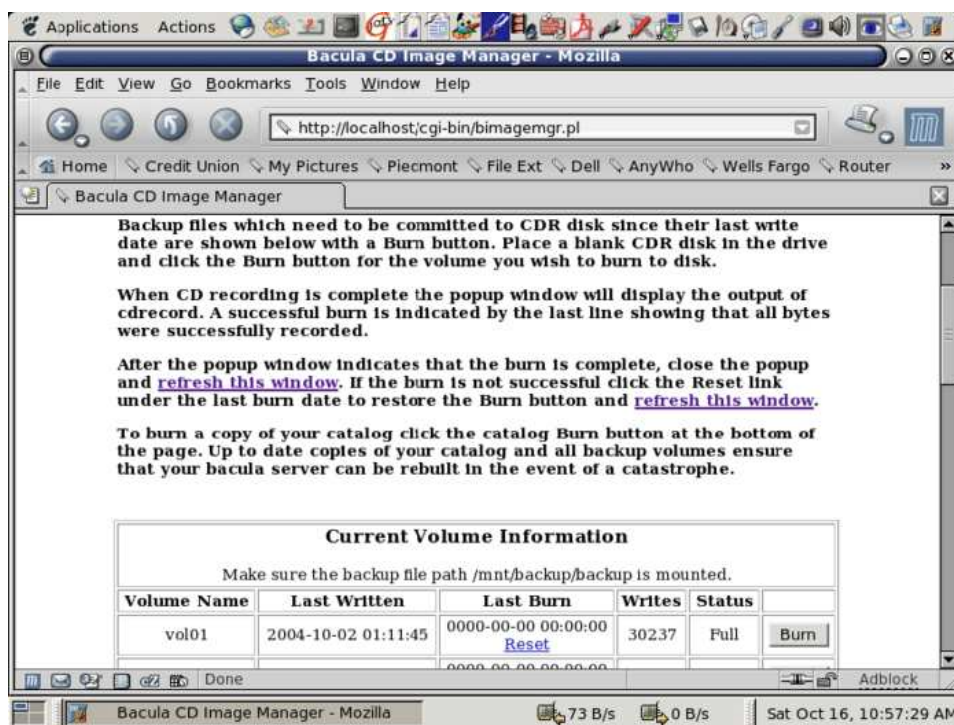 Applications Actions
Bacula CD Image Manager - Mozilla
File Edit View Go Bookmarks Tools Window Help
http://localhost/cgi-bin/bimagemgr.pl
Home Credit Union My Pictures Piecmont File Ext Dell AnyWho Wells Fargo Router »
Bacula CD Image Manager
Backup files which need to be committed to CDR disk since their last write
date are shown below with a Burn button. Place a blank CDR disk in the drive
and click the Burn button for the volume you wish to burn to disk.
When CD recording is complete the popup window will display the output of
cdrecord. A successful burn is indicated by the last line showing that all bytes
were successfully recorded.
After the popup window indicates that the burn is complete, close the popup
and refresh this window. If the burn is not successful click the Reset link
under the last burn date to restore the Burn button and refresh this window.
To burn a copy of your catalog click the catalog Burn button at the bottom of
the page. Up to date copies of your catalog and all backup volumes ensure
that your bacula server can be rebuilt in the event of a catastrophe.
Current Volume Information
Make sure the backup file path /mnt/backup/backup is mounted.
Volume Name Last Written Last Burn Writes Status
vol01 2004-10-02 01:11:45 0000-00-00 00:00:00 30237 Full Burn
Reset
0000-00-00 00:00:00
Done Adblock
Bacula CD Image Manager - Mozilla 73 B/s 0 B/s Sat Oct 16, 10:57:29 AM